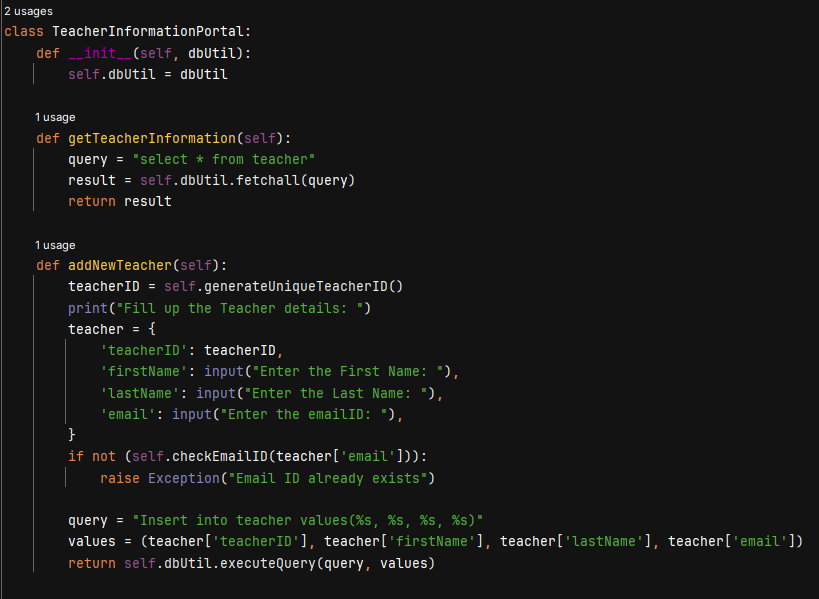 2 usages
class TeacherInformationPortal:
    def __init__(self, dbUtil):
        self.dbUtil = dbUtil
    1 usage
    def getTeacherInformation(self):
        query = "select * from teacher"
        result = self.dbUtil.fetchall(query)
        return result
    1 usage
    def addNewTeacher(self):
        teacherID = self.generateUniqueTeacherID()
        print("Fill up the Teacher details: ")
        teacher = {
            'teacherID': teacherID,
            'firstName': input("Enter the First Name: "),
            'lastName': input("Enter the Last Name: "),
            'email': input("Enter the emailID: "),
        }
        if not (self.checkEmailID(teacher['email'])):
            raise Exception("Email ID already exists")
        query = "Insert into teacher values(%s, %s, %s, %s)"
        values = (teacher['teacherID'], teacher['firstName'], teacher['lastName'], teacher['email'])
        return self.dbUtil.executeQuery(query, values)